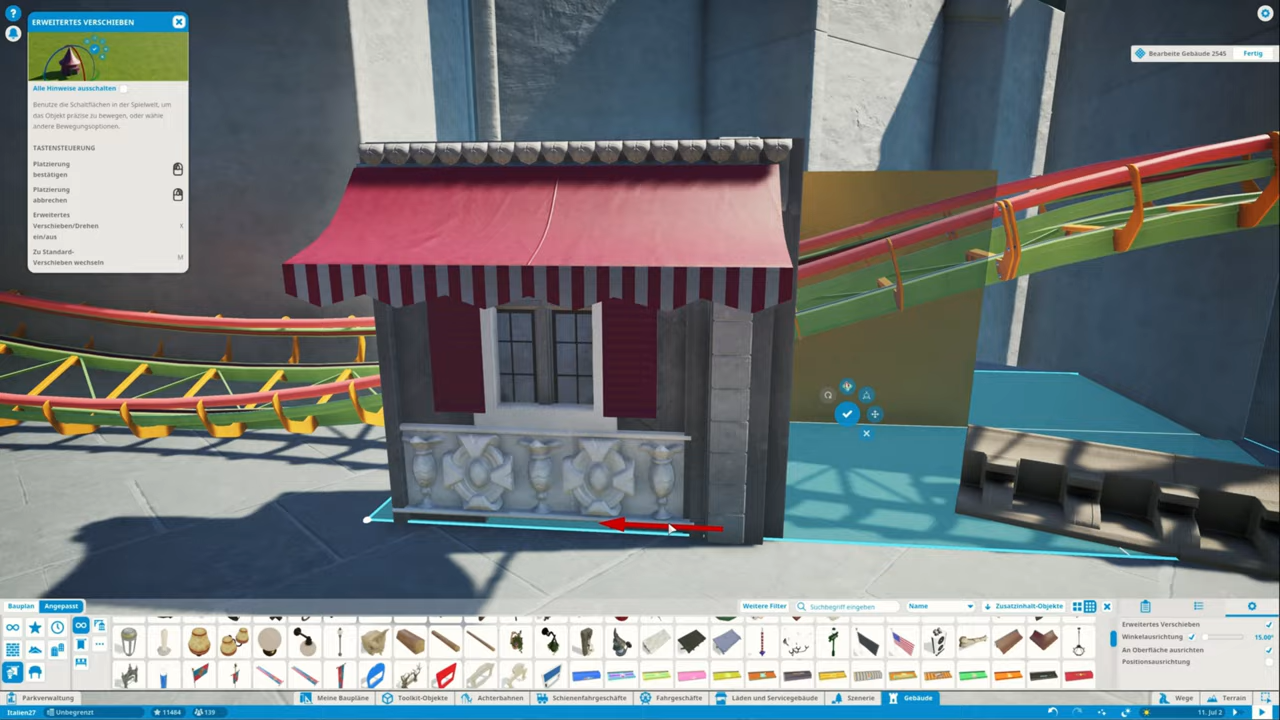 ERWEITERTES VERSCHIEBEN
Alle Hinweise ausschalten
Benutze die Schaltflächen in der Spielwelt, um
das Objekt präzise zu bewegen, oder wähle
andere Bewegungsoptionen.
TASTENSTEUERUNG
Platzierung
bestätigen
Platzierung
abbrechen
Erweitertes
Verschieben/Drehen
ein/aus
X
Zu Standard-
Verschieben wechseln
M
Bearbeite Gebäude 2545
Fertig
Bauplan
Angepasst
Weitere Filter
Suchbegriff eingeben
Name
Zusatzinhalt-Objekte
Erweitertes Verschieben
Winkelausrichtung
15.00°
An Oberfläche ausrichten
Positionsausrichtung
Parkverwaltung
Meine Baupläne
Toolkit-Objekte
Achterbahnen
Schienenfahrgeschäfte
Fahrgeschäfte
Läden und Servicegebäude
Szenerie
Gebäude
Wege
Terrain
Italien27
Unbegrenzt
11484
139
11. Jul 2